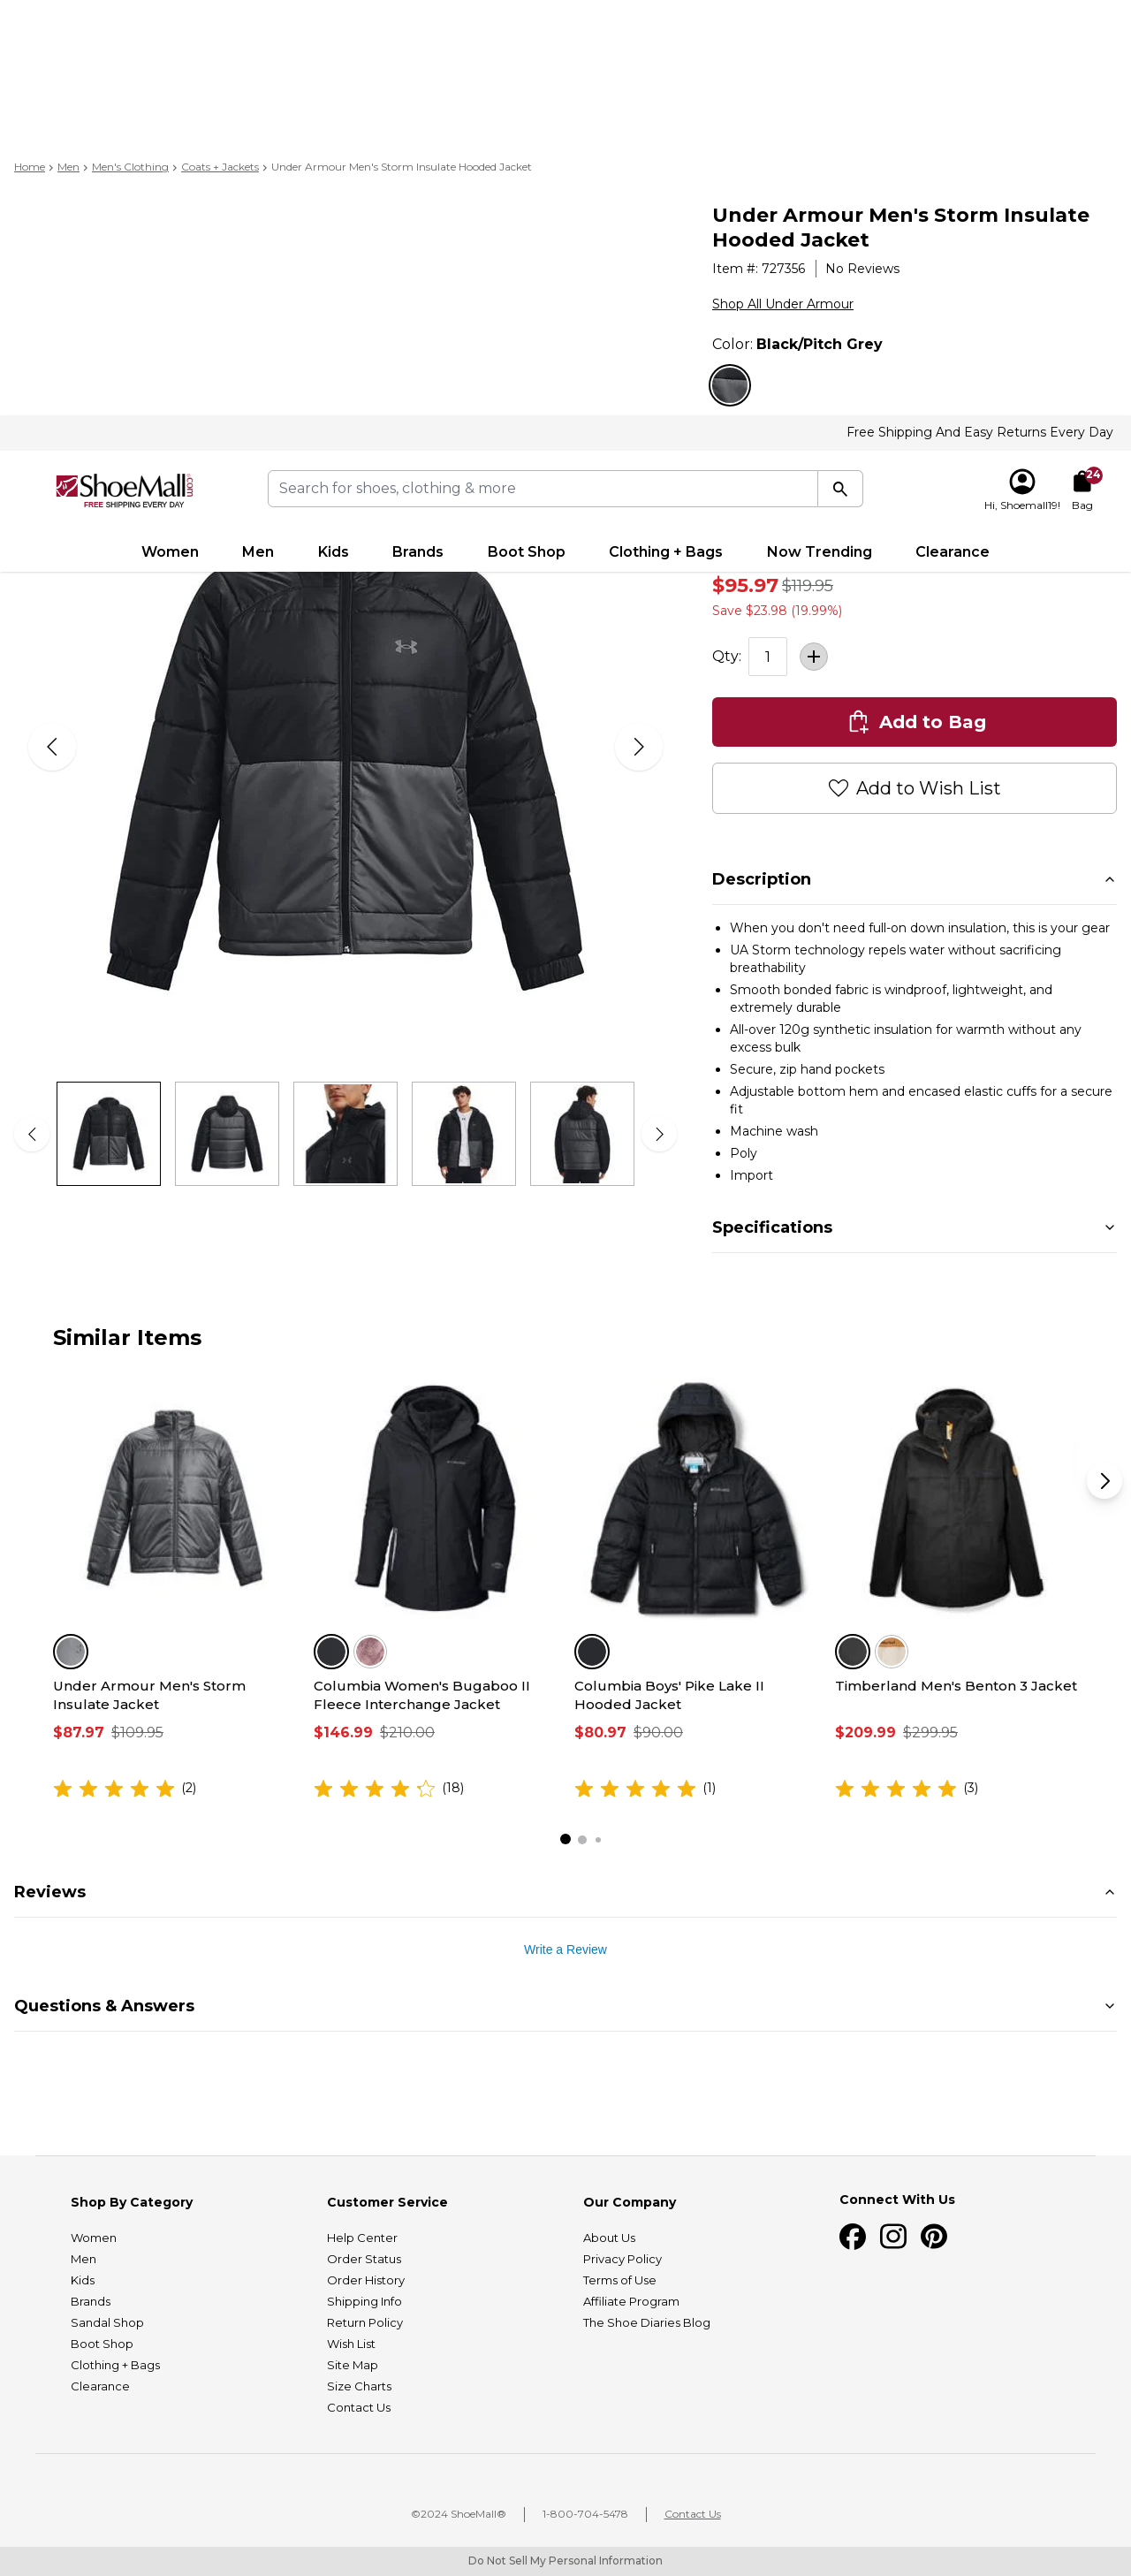 Home > Men > Men's Clothing > Coats + Jackets > Under Armour Men's Storm Insulate Hooded Jacket
Under Armour Men's Storm Insulate
Hooded Jacket
Item #: 727356 | No Reviews
Shop All Under Armour
Color: Black/Pitch Grey
Free Shipping And Easy Returns Every Day
ShoeMall.com
FREE SHIPPING EVERY DAY
Search for shoes, clothing & more
24
Hi, Shoemall19!
Bag
Women
Men
Kids
Brands
Boot Shop
Clothing + Bags
Now Trending
Clearance
$95.97 $119.95
Save $23.98 (19.99%)
Qty: 1
Add to Bag
Add to Wish List
Description
When you don't need full-on down insulation, this is your gear
UA Storm technology repels water without sacrificing
breathability
Smooth bonded fabric is windproof, lightweight, and
extremely durable
All-over 120g synthetic insulation for warmth without any
excess bulk
Secure, zip hand pockets
Adjustable bottom hem and encased elastic cuffs for a secure
fit
Machine wash
Poly
Import
Specifications
Similar Items
Under Armour Men's Storm
Insulate Jacket
$87.97 $109.95
(2)
Columbia Women's Bugaboo II
Fleece Interchange Jacket
$146.99 $210.00
(18)
Columbia Boys' Pike Lake II
Hooded Jacket
$80.97 $90.00
(1)
Timberland Men's Benton 3 Jacket
$209.99 $299.95
(3)
Reviews
Write a Review
Questions & Answers
Shop By Category
Women
Men
Kids
Brands
Sandal Shop
Boot Shop
Clothing + Bags
Clearance
Customer Service
Help Center
Order Status
Order History
Shipping Info
Return Policy
Wish List
Site Map
Size Charts
Contact Us
Our Company
About Us
Privacy Policy
Terms of Use
Affiliate Program
The Shoe Diaries Blog
Connect With Us
©2024 ShoeMall® | 1-800-704-5478 | Contact Us
Do Not Sell My Personal Information